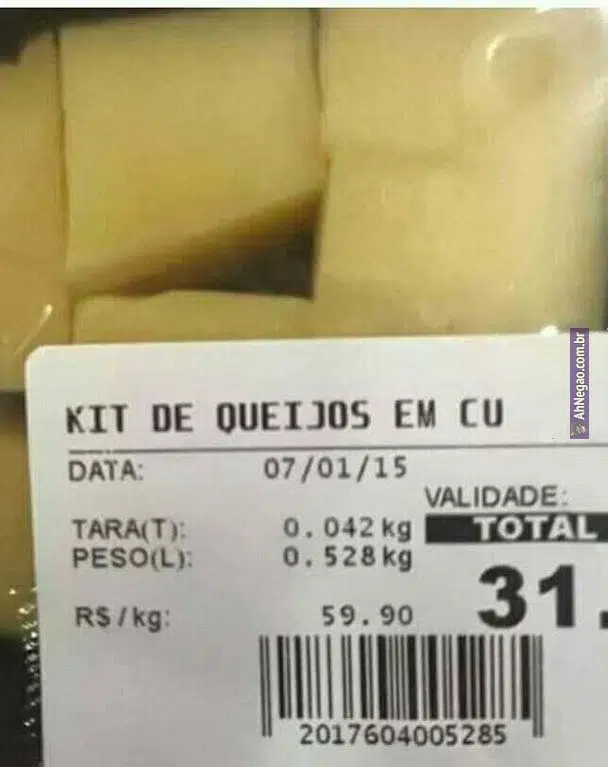 KIT DE QUEIJOS EM CU
DATA: 07/01/15
VALIDADE:
TARA(T): 0.042 kg TOTAL
PESO(L): 0.528 kg
R$/kg: 59.90 31.
2017604005285
AhNegao.com.br